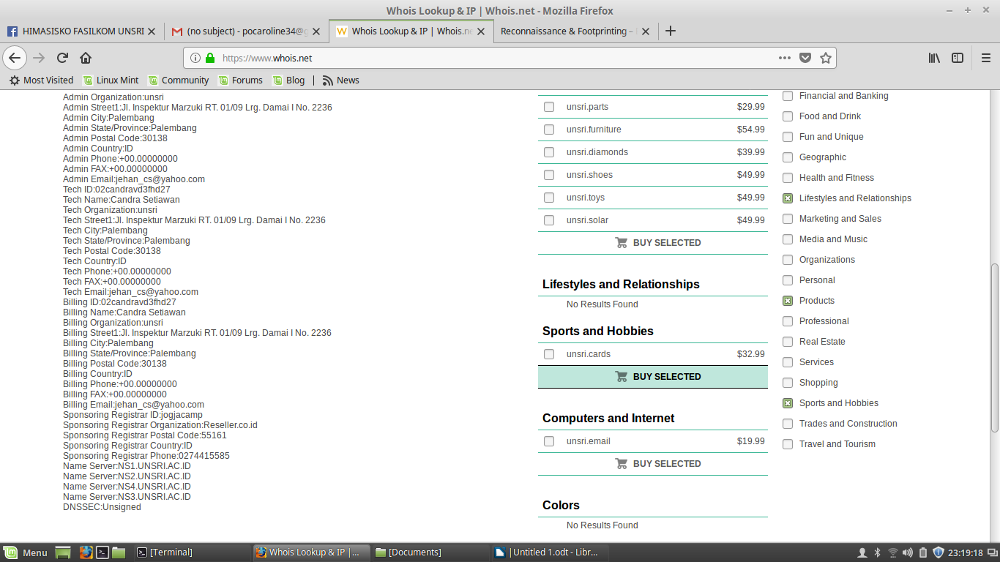 Whois Lookup & IP | Whois.net - Mozilla Firefox
HIMASISKO FASILKOM UNSRI
(no subject) - pocaroline34@g
Whois Lookup & IP | Whois.ne
Reconnaissance & Footprinting –
https://www.whois.net
Most Visited
Linux Mint
Community
Forums
Blog
News
Admin Organization:unsri
Admin Street1:Jl. Inspektur Marzuki RT. 01/09 Lrg. Damai I No. 2236
Admin City:Palembang
Admin State/Province:Palembang
Admin Postal Code:30138
Admin Country:ID
Admin Phone:+00.00000000
Admin FAX:+00.00000000
Admin Email:jehan_cs@yahoo.com
Tech ID:02candravd3fhd27
Tech Name:Candra Setiawan
Tech Organization:unsri
Tech Street1:Jl. Inspektur Marzuki RT. 01/09 Lrg. Damai I No. 2236
Tech City:Palembang
Tech State/Province:Palembang
Tech Postal Code:30138
Tech Country:ID
Tech Phone:+00.00000000
Tech FAX:+00.00000000
Tech Email:jehan_cs@yahoo.com
Billing ID:02candravd3fhd27
Billing Name:Candra Setiawan
Billing Organization:unsri
Billing Street1:Jl. Inspektur Marzuki RT. 01/09 Lrg. Damai I No. 2236
Billing City:Palembang
Billing State/Province:Palembang
Billing Postal Code:30138
Billing Country:ID
Billing Phone:+00.00000000
Billing FAX:+00.00000000
Billing Email:jehan_cs@yahoo.com
Sponsoring Registrar ID:jogjacamp
Sponsoring Registrar Organization:Reseller.co.id
Sponsoring Registrar Postal Code:55161
Sponsoring Registrar Country:ID
Sponsoring Registrar Phone:0274415585
Name Server:NS1.UNSRI.AC.ID
Name Server:NS2.UNSRI.AC.ID
Name Server:NS4.UNSRI.AC.ID
Name Server:NS3.UNSRI.AC.ID
DNSSEC:Unsigned
unsri.parts $29.99
unsri.furniture $54.99
unsri.diamonds $39.99
unsri.shoes $49.99
unsri.toys $49.99
unsri.solar $49.99
BUY SELECTED
Lifestyles and Relationships
No Results Found
Sports and Hobbies
unsri.cards $32.99
BUY SELECTED
Computers and Internet
unsri.email $19.99
BUY SELECTED
Colors
No Results Found
Financial and Banking
Food and Drink
Fun and Unique
Geographic
Health and Fitness
Lifestyles and Relationships
Marketing and Sales
Media and Music
Organizations
Personal
Products
Professional
Real Estate
Services
Shopping
Sports and Hobbies
Trades and Construction
Travel and Tourism
Menu
[Terminal]
Whois Lookup & IP |...
[Documents]
|Untitled 1.odt - Libr...
23:19:18